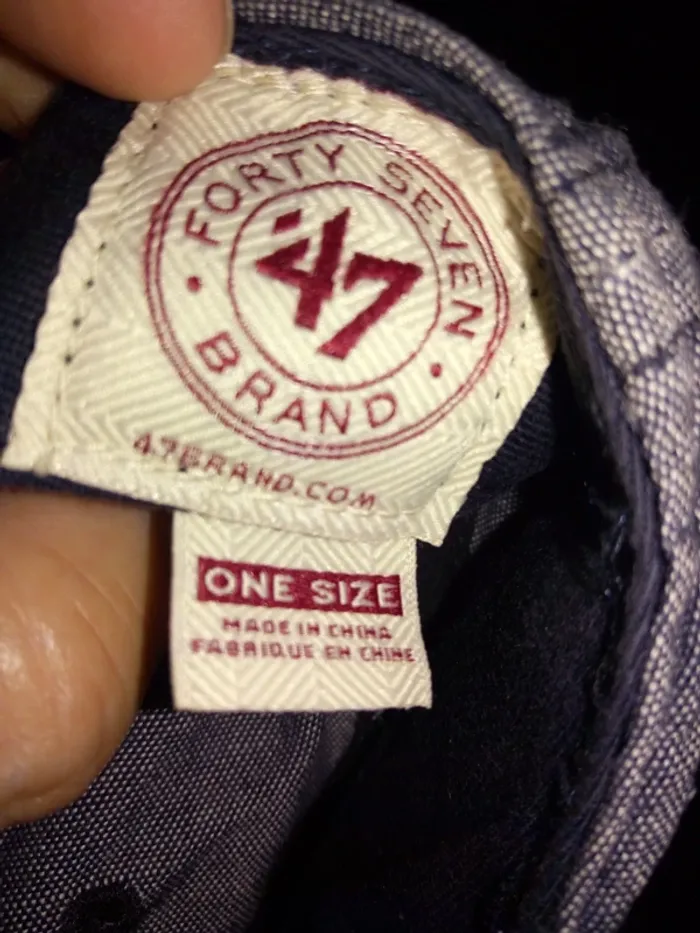 FORTY SEVEN
'47
BRAND
47BRAND.COM
ONE SIZE
MADE IN CHINA
FABRIQUE EN CHINE